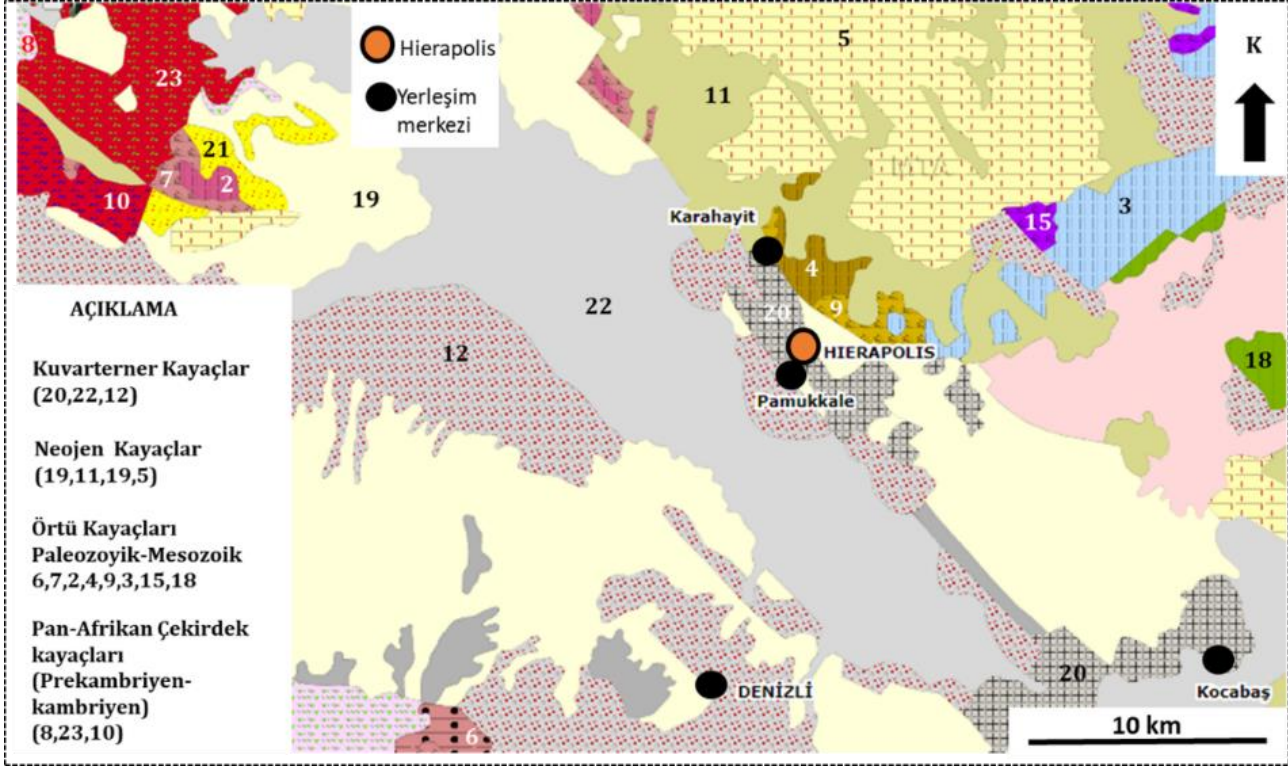 8
23
21
7
2
10
19
Hierapolis
Yerleşim
merkezi
5
11
K
3
15
Karahayit
4
9
20
22
HIERAPOLIS
Pamukkale
12
18
AÇIKLAMA
Kuvarterner Kayaçlar
(20,22,12)
Neojen Kayaçlar
(19,11,19,5)
Örtü Kayaçları
Paleozoyik-Mesozoik
6,7,2,4,9,3,15,18
Pan-Afrikan Çekirdek
kayaçları
(Prekambriyen-
kambriyen)
(8,23,10)
6
DENİZLİ
20
Kocabaş
10 km